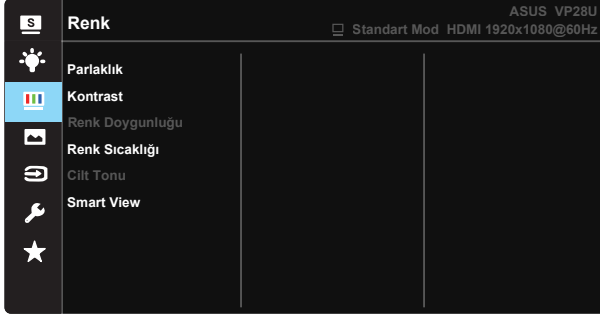 S
Renk
ASUS VP28U
Standart Mod HDMI 1920x1080@60Hz
Parlaklık
Kontrast
Renk Doygunluğu
Renk Sıcaklığı
Cilt Tonu
Smart View